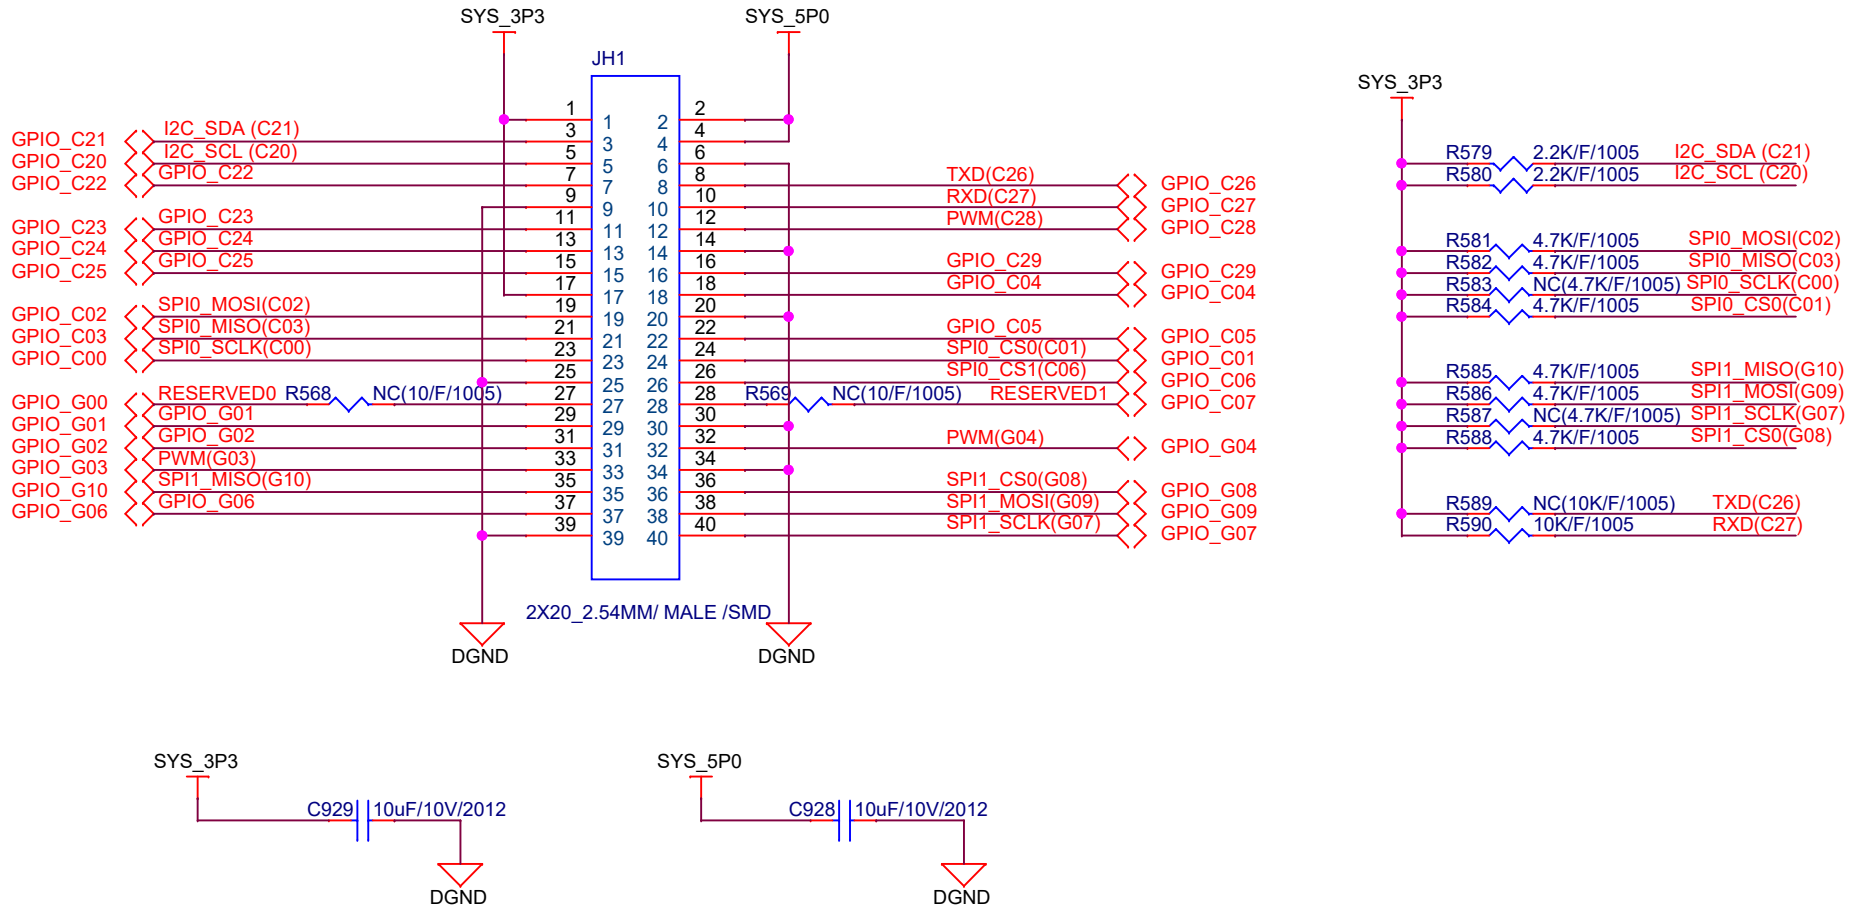 SYS_3P3 SYS_5P0
JH1
SYS_3P3
1 1 2 2
GPIO_C21 I2C_SDA (C21) 3 3 4 4
GPIO_C20 I2C_SCL (C20) 5 5 6 6
GPIO_C22 GPIO_C22 7 7 8 8 TXD(C26) GPIO_C26
9 9 10 10 RXD(C27) GPIO_C27
GPIO_C23 GPIO_C23 11 11 12 12 PWM(C28) GPIO_C28
GPIO_C24 GPIO_C24 13 13 14 14
GPIO_C25 GPIO_C25 15 15 16 16 GPIO_C29 GPIO_C29
17 17 18 18 GPIO_C04 GPIO_C04
GPIO_C02 SPI0_MOSI(C02) 19 19 20 20
GPIO_C03 SPI0_MISO(C03) 21 21 22 22 GPIO_C05 GPIO_C05
GPIO_C00 SPI0_SCLK(C00) 23 23 24 24 SPI0_CS0(C01) GPIO_C01
25 25 26 26 SPI0_CS1(C06) GPIO_C06
GPIO_G00 RESERVED0 R568 NC(10/F/1005) 27 27 28 28 R569 NC(10/F/1005) RESERVED1 GPIO_C07
GPIO_G01 GPIO_G01 29 29 30 30
GPIO_G02 GPIO_G02 31 31 32 32 PWM(G04) GPIO_G04
GPIO_G03 PWM(G03) 33 33 34 34
GPIO_G10 SPI1_MISO(G10) 35 35 36 36 SPI1_CS0(G08) GPIO_G08
GPIO_G06 GPIO_G06 37 37 38 38 SPI1_MOSI(G09) GPIO_G09
39 39 40 40 SPI1_SCLK(G07) GPIO_G07
2X20_2.54MM/ MALE /SMD
DGND DGND
R579 2.2K/F/1005 I2C_SDA (C21)
R580 2.2K/F/1005 I2C_SCL (C20)
R581 4.7K/F/1005 SPI0_MOSI(C02)
R582 4.7K/F/1005 SPI0_MISO(C03)
R583 NC(4.7K/F/1005) SPI0_SCLK(C00)
R584 4.7K/F/1005 SPI0_CS0(C01)
R585 4.7K/F/1005 SPI1_MISO(G10)
R586 4.7K/F/1005 SPI1_MOSI(G09)
R587 NC(4.7K/F/1005) SPI1_SCLK(G07)
R588 4.7K/F/1005 SPI1_CS0(G08)
R589 NC(10K/F/1005) TXD(C26)
R590 10K/F/1005 RXD(C27)
SYS_3P3 SYS_5P0
C929 10uF/10V/2012 C928 10uF/10V/2012
DGND DGND